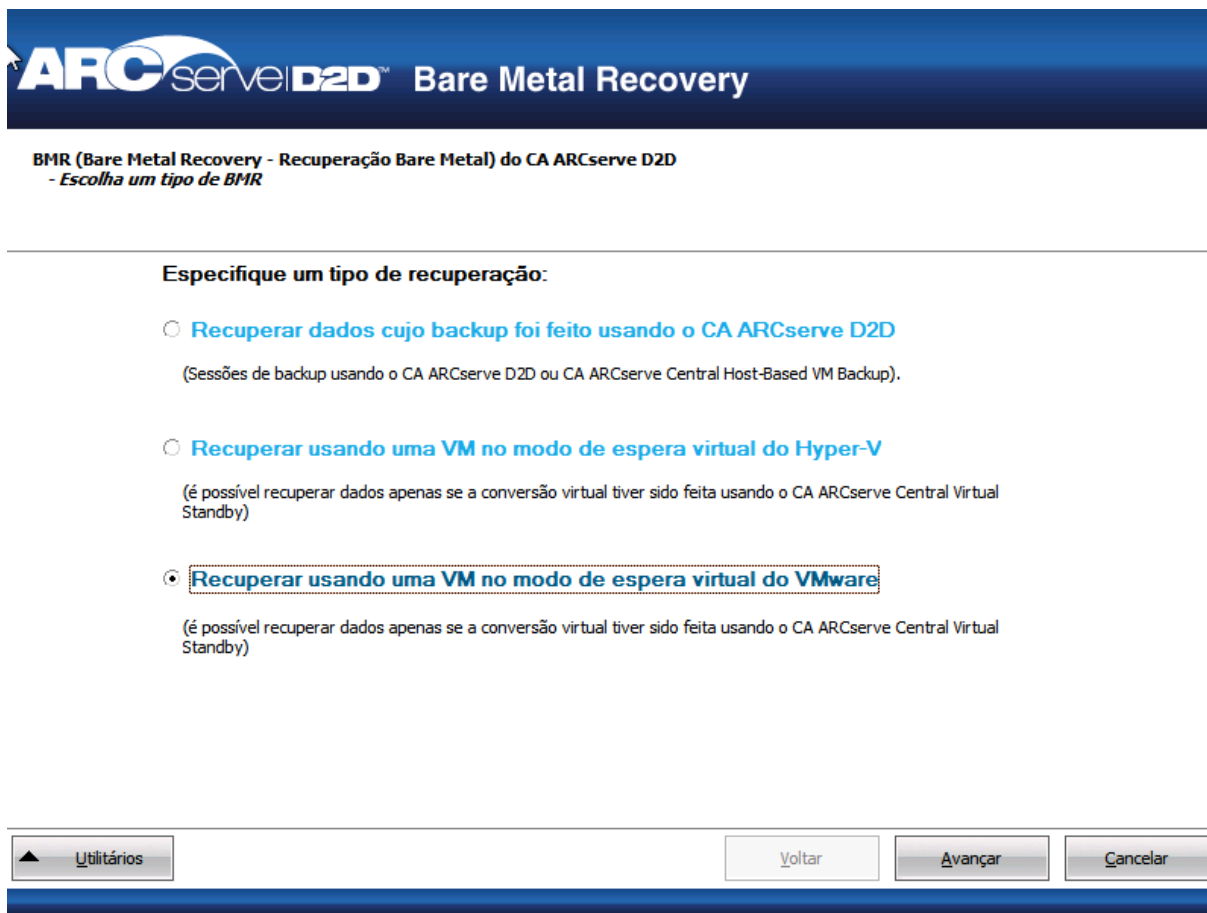 ARCserve D2D™ Bare Metal Recovery
BMR (Bare Metal Recovery - Recuperação Bare Metal) do CA ARCserve D2D
- Escolha um tipo de BMR
Especifique um tipo de recuperação:
Recuperar dados cujo backup foi feito usando o CA ARCserve D2D
(Sessões de backup usando o CA ARCserve D2D ou CA ARCserve Central Host-Based VM Backup).
Recuperar usando uma VM no modo de espera virtual do Hyper-V
(é possível recuperar dados apenas se a conversão virtual tiver sido feita usando o CA ARCserve Central Virtual
Standby)
Recuperar usando uma VM no modo de espera virtual do VMware
(é possível recuperar dados apenas se a conversão virtual tiver sido feita usando o CA ARCserve Central Virtual
Standby)
Utilitários Voltar Avançar Cancelar